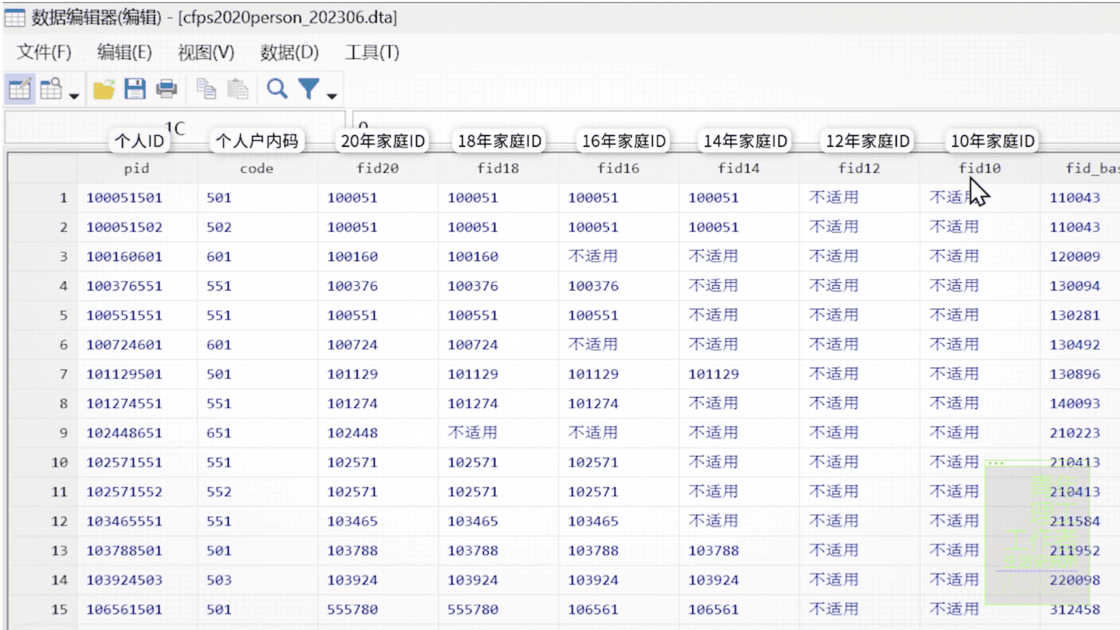 数据编辑器(编辑) - [cfps2020person_202306.dta]
文件(F) 编辑(E) 视图(V) 数据(D) 工具(T)
1C 0
个人ID 个人户内码 20年家庭ID 18年家庭ID 16年家庭ID 14年家庭ID 12年家庭ID 10年家庭ID
pid code fid20 fid18 fid16 fid14 fid12 fid10 fid_bas
1 100051501 501 100051 100051 100051 100051 不适用 不适用 110043
2 100051502 502 100051 100051 100051 100051 不适用 不适用 110043
3 100160601 601 100160 100160 不适用 不适用 不适用 不适用 120009
4 100376551 551 100376 100376 100376 不适用 不适用 不适用 130094
5 100551551 551 100551 100551 100551 不适用 不适用 不适用 130281
6 100724601 601 100724 100724 不适用 不适用 不适用 不适用 130492
7 101129501 501 101129 101129 101129 101129 不适用 不适用 130896
8 101274551 551 101274 101274 101274 不适用 不适用 不适用 140093
9 102448651 651 102448 不适用 不适用 不适用 不适用 不适用 210223
10 102571551 551 102571 102571 102571 不适用 不适用 不适用 210413
11 102571552 552 102571 102571 102571 不适用 不适用 不适用 210413
12 103465551 551 103465 103465 103465 不适用 不适用 不适用 211584
13 103788501 501 103788 103788 103788 103788 不适用 不适用 211952
14 103924503 503 103924 103924 103924 103924 不适用 不适用 220098
15 106561501 501 555780 555780 106561 106561 不适用 不适用 312458